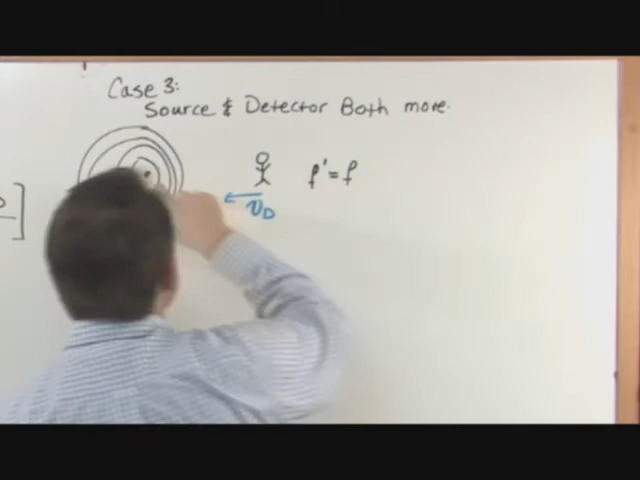 Case 3:
Source & Detector Both move.
f' = f
v_D
]